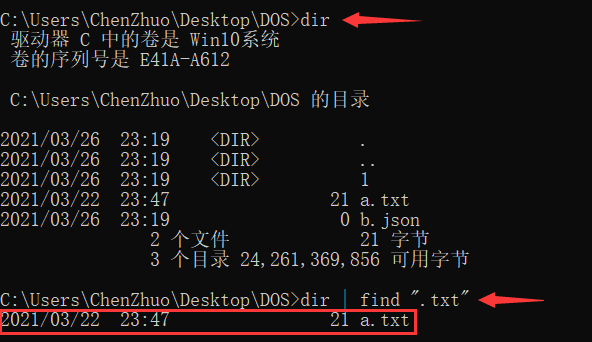 C:\Users\ChenZhuo\Desktop\DOS>dir
驱动器 C 中的卷是 Win10系统
卷的序列号是 E41A-A612
C:\Users\ChenZhuo\Desktop\DOS 的目录
2021/03/26  23:19    <DIR>          .
2021/03/26  23:19    <DIR>          ..
2021/03/26  23:19    <DIR>          1
2021/03/22  23:47                21 a.txt
2021/03/26  23:19                 0 b.json
2 个文件             21 字节
3 个目录 24,261,369,856 可用字节
C:\Users\ChenZhuo\Desktop\DOS>dir | find ".txt"
2021/03/22  23:47                21 a.txt